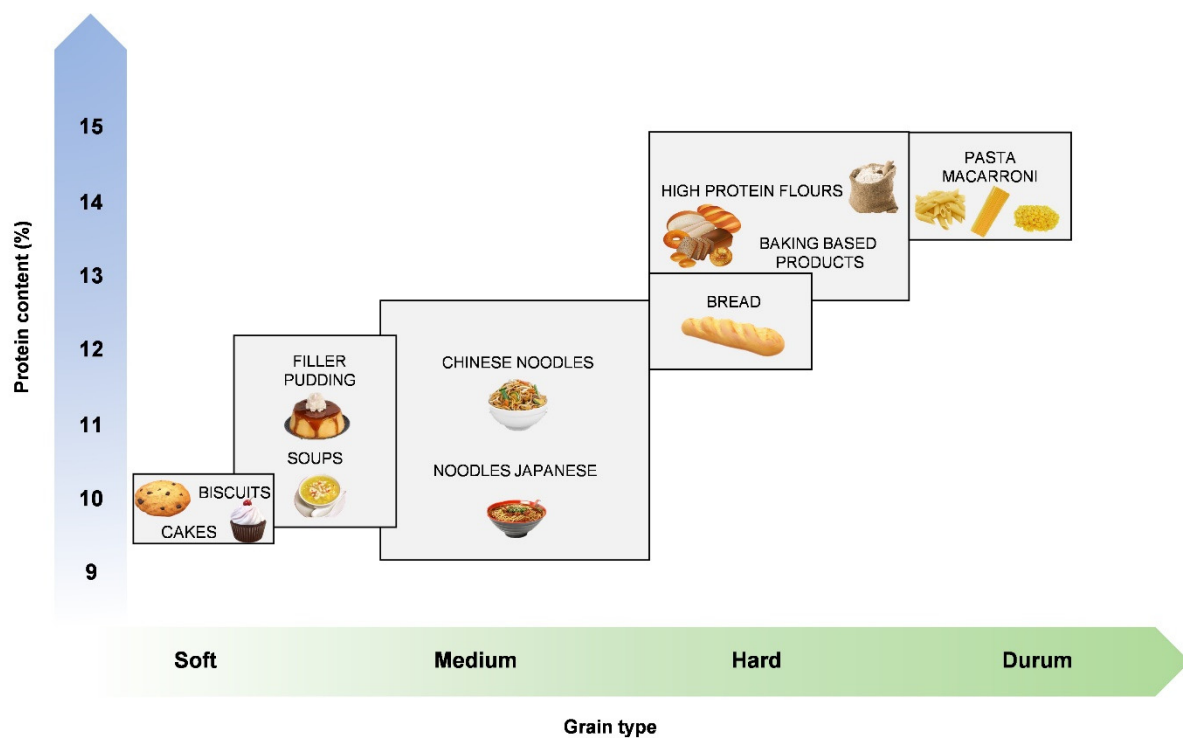 Protein content (%)
15
14
13
12
11
10
9
PASTA
MACARRONI
HIGH PROTEIN FLOURS
BAKING BASED
PRODUCTS
BREAD
FILLER
PUDDING
SOUPS
CHINESE NOODLES
NOODLES JAPANESE
BISCUITS
CAKES
Soft
Medium
Hard
Durum
Grain type